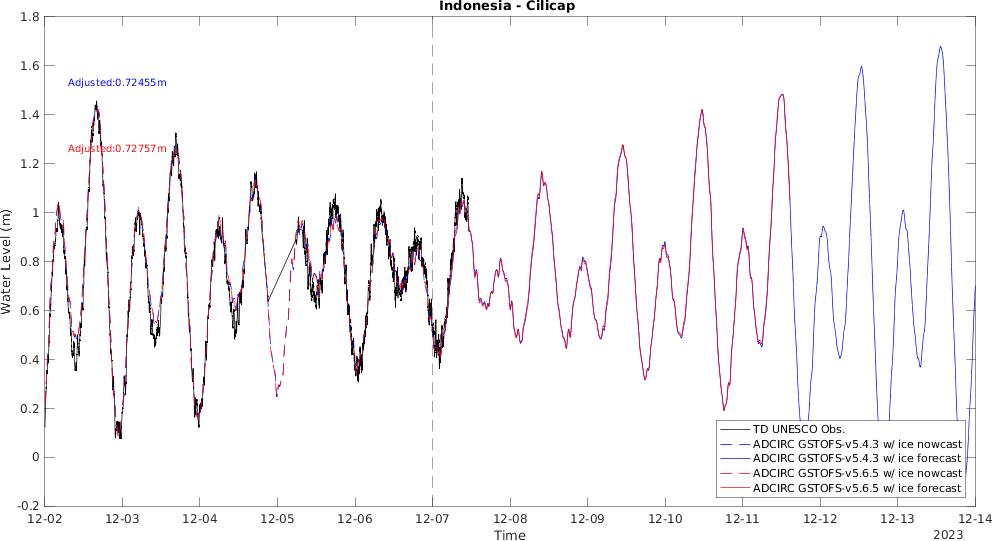 Indonesia - Cilicap
1.8
1.6
1.4
1.2
1
0.8
0.6
0.4
0.2
0
-0.2
Water Level (m)
Adjusted:0.72455m
Adjusted:0.72757m
TD UNESCO Obs.
ADCIRC GSTOFS-v5.4.3 w/ ice nowcast
ADCIRC GSTOFS-v5.4.3 w/ ice forecast
ADCIRC GSTOFS-v5.6.5 w/ ice nowcast
ADCIRC GSTOFS-v5.6.5 w/ ice forecast
12-02 12-03 12-04 12-05 12-06 12-07 12-08 12-09 12-10 12-11 12-12 12-13 12-14
Time
2023